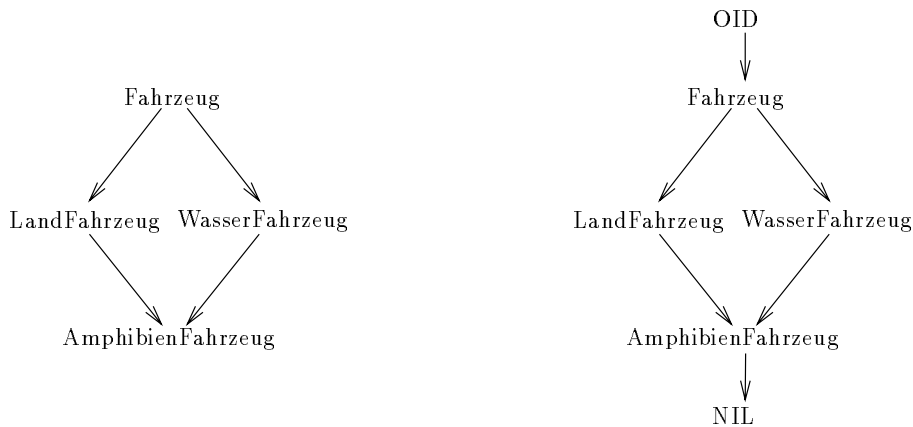 OID
Fahrzeug
Fahrzeug
LandFahrzeug WasserFahrzeug
LandFahrzeug WasserFahrzeug
AmphibienFahrzeug
AmphibienFahrzeug
NIL